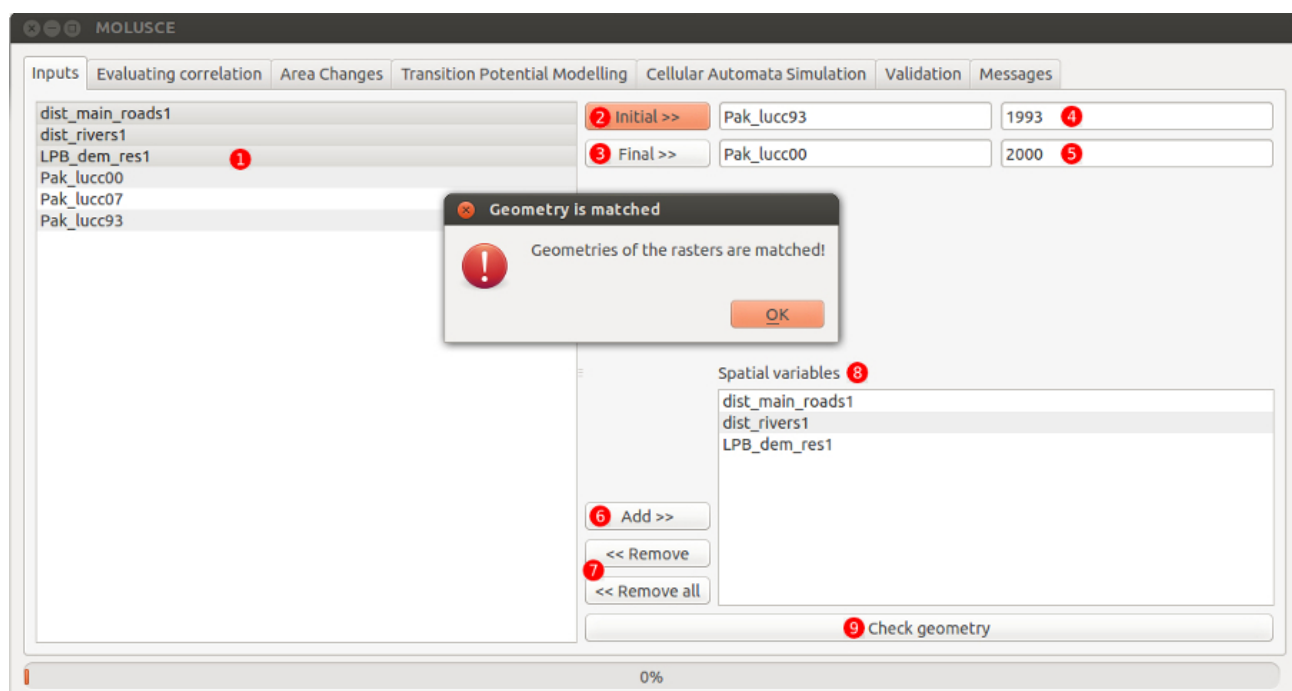 MOLUSCE
Inputs Evaluating correlation Area Changes Transition Potential Modelling Cellular Automata Simulation Validation Messages
dist_main_roads1
dist_rivers1
LPB_dem_res1
1
Pak_lucc00
Pak_lucc07
Pak_lucc93
2 Initial >> Pak_lucc93 1993 4
3 Final >> Pak_lucc00 2000 5
Geometry is matched
! Geometries of the rasters are matched!
OK
Spatial variables 8
dist_main_roads1
dist_rivers1
LPB_dem_res1
6 Add >>
<< Remove
7
<< Remove all
9 Check geometry
0%